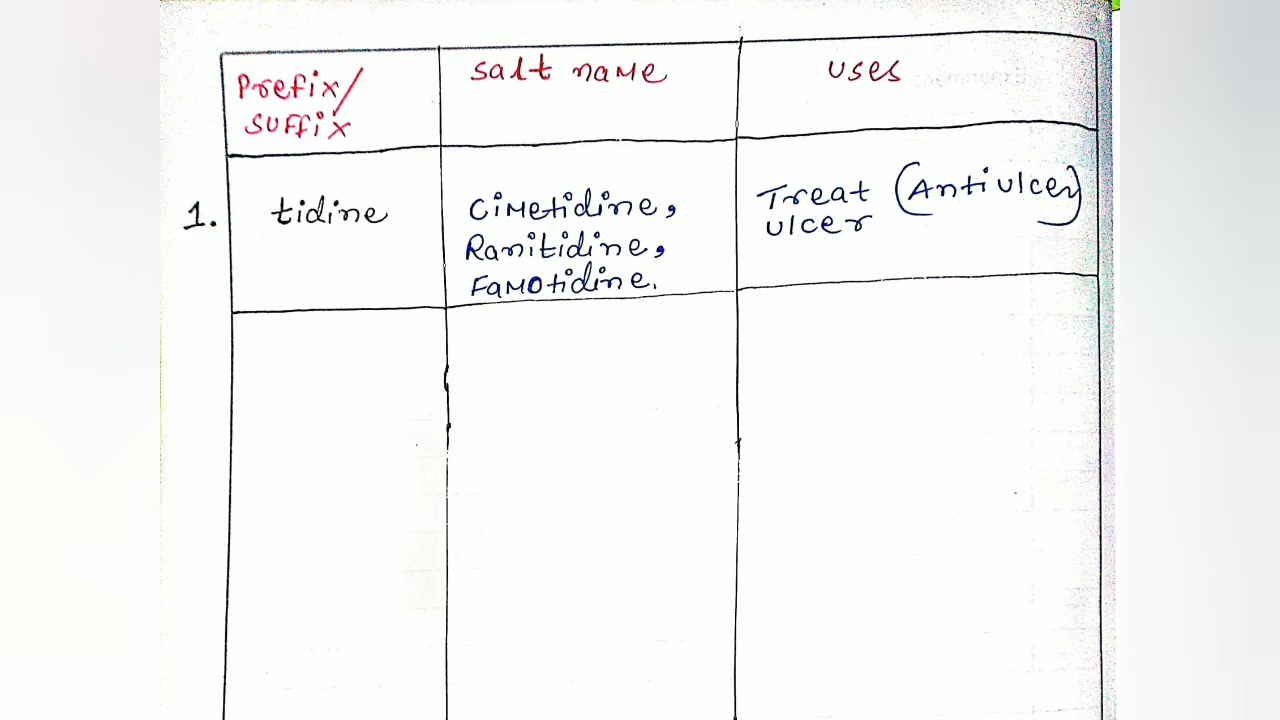 Prefix/ Salt name Uses
Suffix
1. tidine Cimetidine, Treat (Antiulcer)
Ranitidine, ulcer
Famotidine.